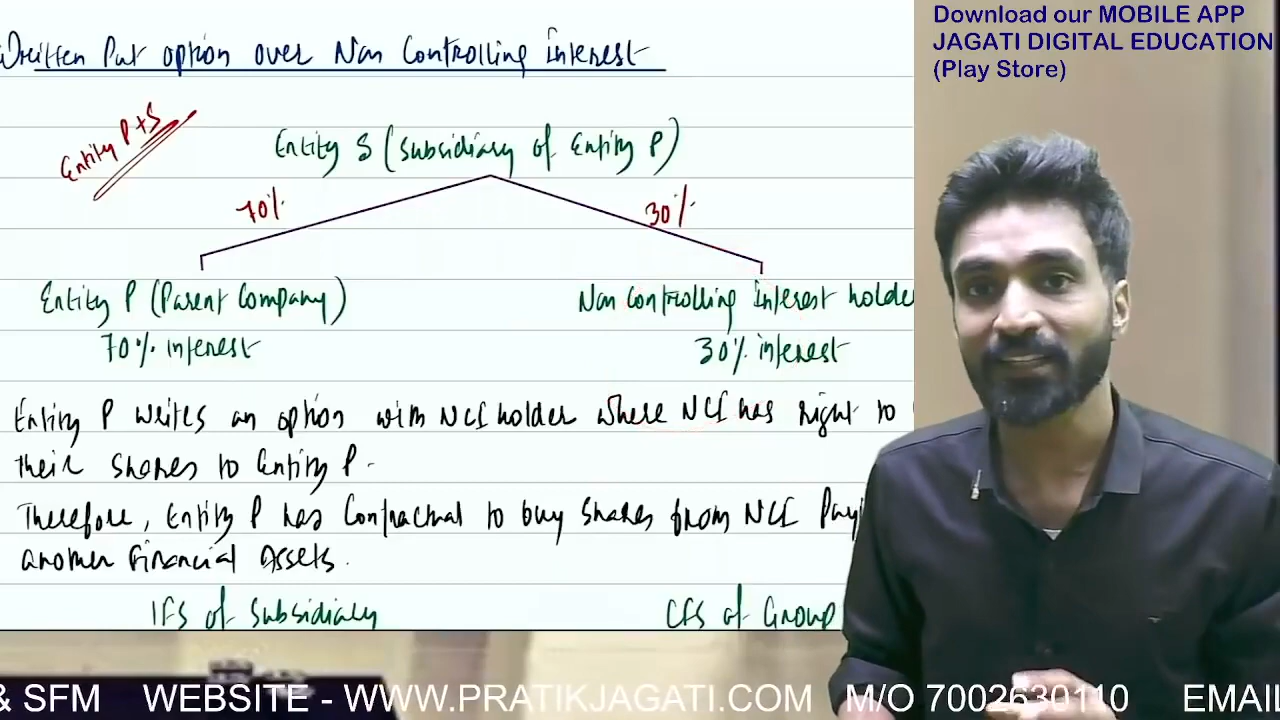 Written Put option over Non Controlling Interest
Entity P+S
Entity S (Subsidiary of Entity P)
70%
30%
Entity P (Parent Company)
Non Controlling Interest holder
70% interest
30% interest
Entity P writes an option with NCI holder where NCI has right to
their shares to Entity P.
Therefore, Entity P has Contractual to buy shares from NCI
another financial Assets.
IFS of Subsidiary
CFS of Group
Download our MOBILE APP
JAGATI DIGITAL EDUCATION
(Play Store)
& SFM WEBSITE - WWW.PRATIKJAGATI.COM M/O 7002630110 EMAIL